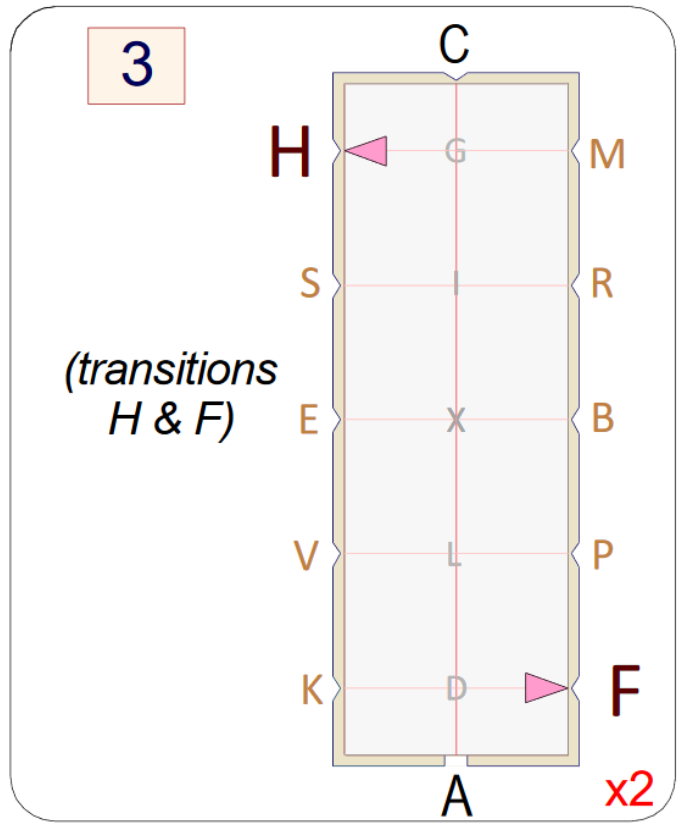 3
C
H G M
S I R
(transitions
H & F)
E X B
V L P
K D F
A
x2